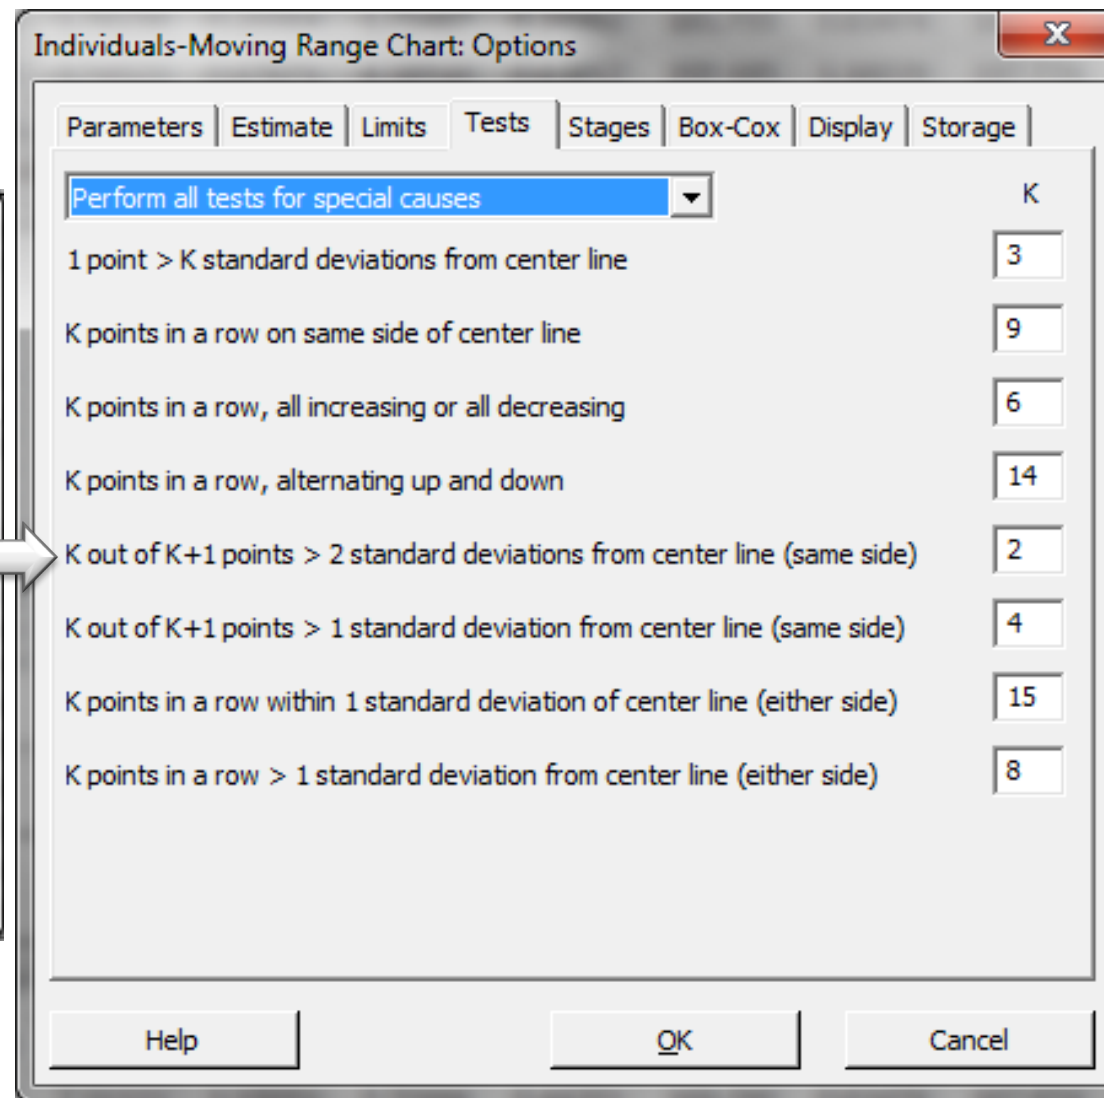 Individuals-Moving Range Chart: Options
Parameters Estimate Limits Tests Stages Box-Cox Display Storage
Perform all tests for special causes K
1 point > K standard deviations from center line 3
K points in a row on same side of center line 9
K points in a row, all increasing or all decreasing 6
K points in a row, alternating up and down 14
K out of K+1 points > 2 standard deviations from center line (same side) 2
K out of K+1 points > 1 standard deviation from center line (same side) 4
K points in a row within 1 standard deviation of center line (either side) 15
K points in a row > 1 standard deviation from center line (either side) 8
Help OK Cancel